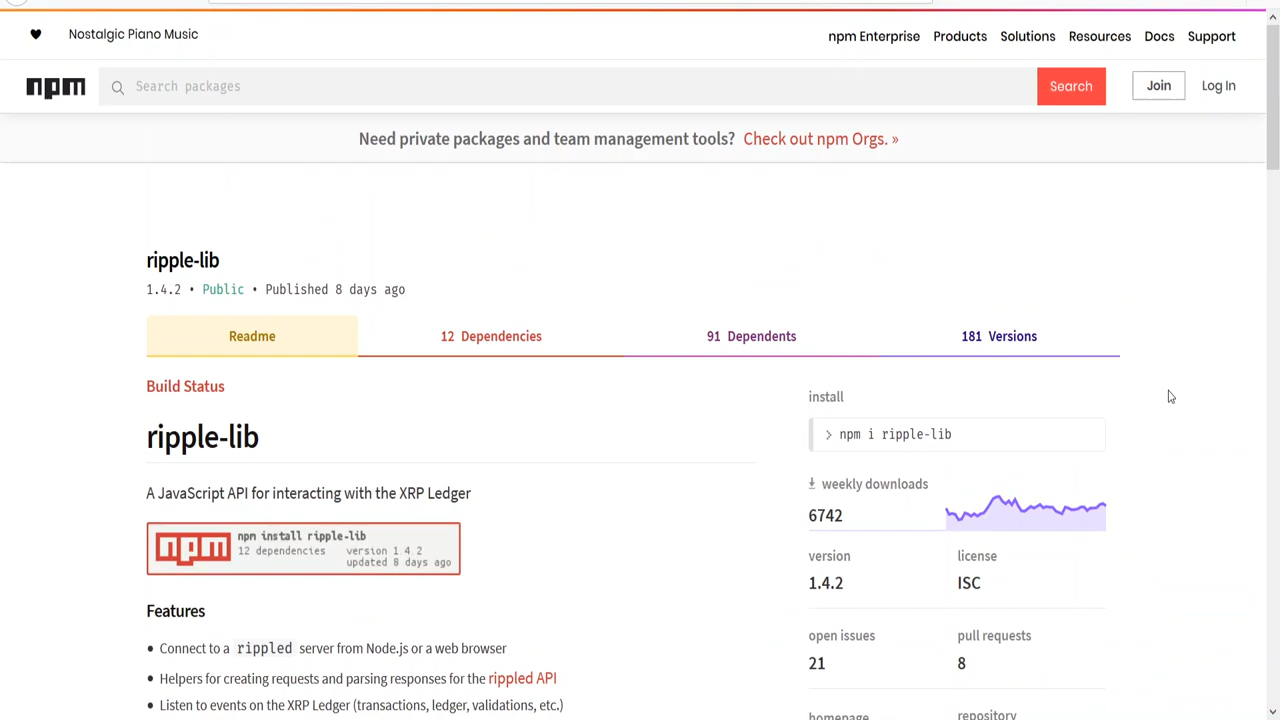 Nostalgic Piano Music
npm Enterprise Products Solutions Resources Docs Support
npm Search packages Search Join Log In
Need private packages and team management tools? Check out npm Orgs. »
ripple-lib
1.4.2 • Public • Published 8 days ago
Readme 12 Dependencies 91 Dependents 181 Versions
Build Status
ripple-lib
A JavaScript API for interacting with the XRP Ledger
npm npm install ripple-lib
12 dependencies version 1.4.2
updated 8 days ago
Features
• Connect to a rippled server from Node.js or a web browser
• Helpers for creating requests and parsing responses for the rippled API
• Listen to events on the XRP Ledger (transactions, ledger, validations, etc.)
install
> npm i ripple-lib
weekly downloads
6742
version license
1.4.2 ISC
open issues pull requests
21 8
homepage repository